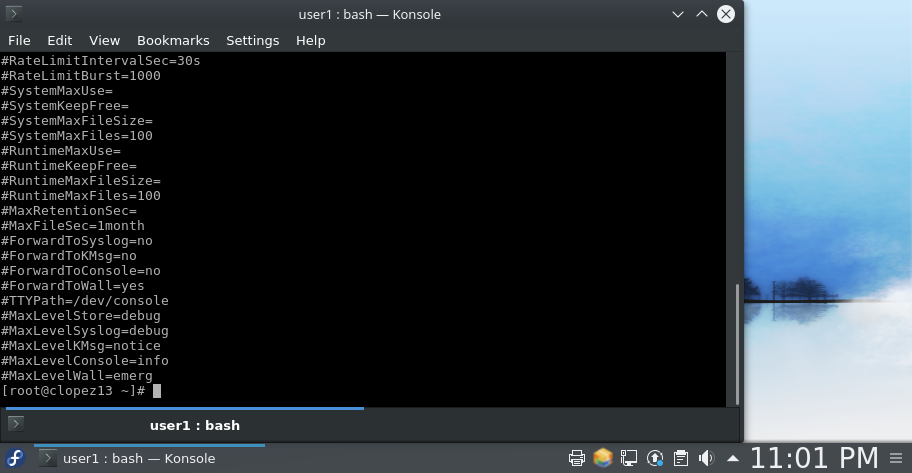 user1 : bash — Konsole
File Edit View Bookmarks Settings Help
#RateLimitIntervalSec=30s
#RateLimitBurst=1000
#SystemMaxUse=
#SystemKeepFree=
#SystemMaxFileSize=
#SystemMaxFiles=100
#RuntimeMaxUse=
#RuntimeKeepFree=
#RuntimeMaxFileSize=
#RuntimeMaxFiles=100
#MaxRetentionSec=
#MaxFileSec=1month
#ForwardToSyslog=no
#ForwardToKMsg=no
#ForwardToConsole=no
#ForwardToWall=yes
#TTYPath=/dev/console
#MaxLevelStore=debug
#MaxLevelSyslog=debug
#MaxLevelKMsg=notice
#MaxLevelConsole=info
#MaxLevelWall=emerg
[root@clopez13 ~]#
user1 : bash
user1 : bash — Konsole
11:01 PM